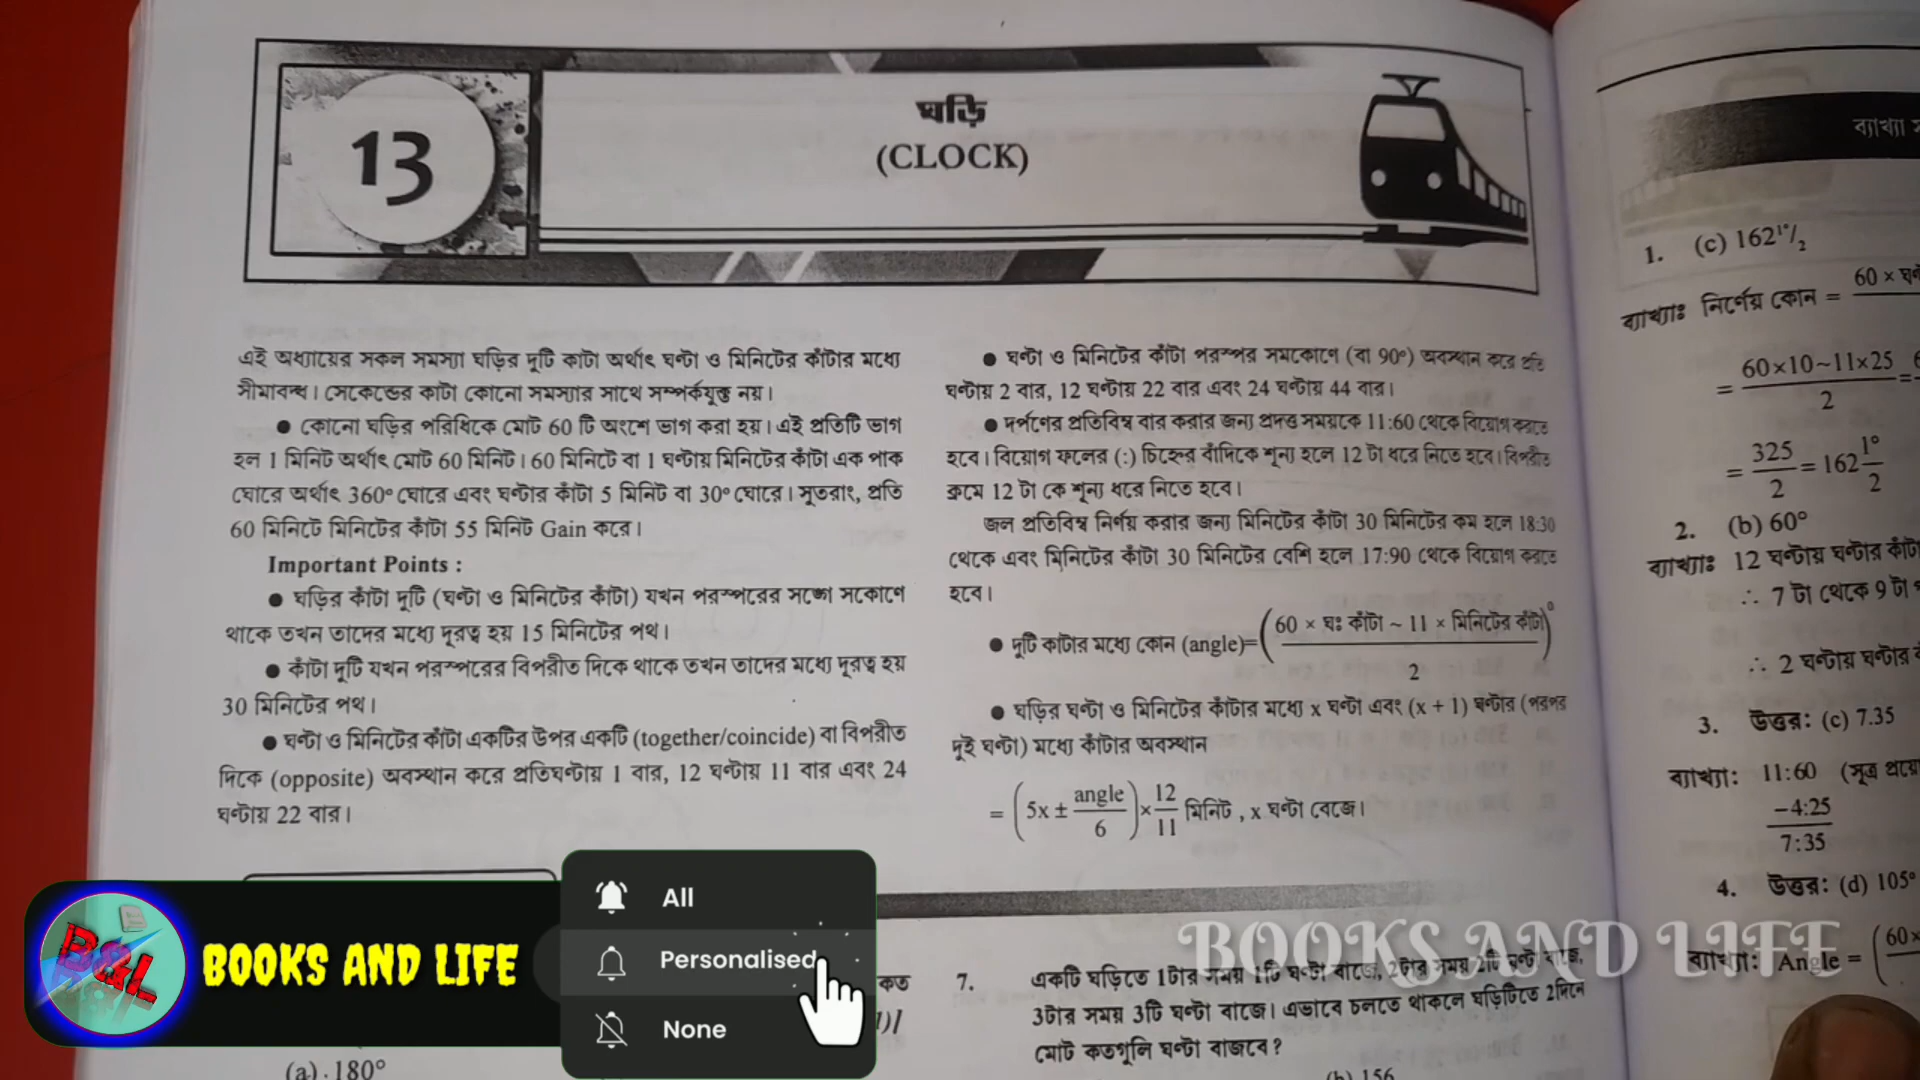 13
ঘড়ি
(CLOCK)
এই অধ্যায়ের সকল সমস্যা ঘড়ির দুটি কাটা অর্থাৎ ঘণ্টা ও মিনিটের কাঁটার মধ্যে
সীমাবদ্ধ। সেকেন্ডের কাটা কোনো সমস্যার সাথে সম্পর্কযুক্ত নয়।
● কোনো ঘড়ির পরিধিকে মোট 60 টি অংশে ভাগ করা হয়। এই প্রতিটি ভাগ
হল 1 মিনিট অর্থাৎ মোট 60 মিনিট। 60 মিনিটে বা 1 ঘণ্টায় মিনিটের কাঁটা এক পাক
ঘোরে অর্থাৎ 360° ঘোরে এবং ঘণ্টার কাঁটা 5 মিনিট বা 30° ঘোরে। সুতরাং, প্রতি
60 মিনিটে মিনিটের কাঁটা 55 মিনিট Gain করে।
Important Points :
● ঘড়ির কাঁটা দুটি (ঘণ্টা ও মিনিটের কাঁটা) যখন পরস্পরের সঙ্গে সকোণে
থাকে তখন তাদের মধ্যে দূরত্ব হয় 15 মিনিটের পথ।
● কাঁটা দুটি যখন পরস্পরের বিপরীত দিকে থাকে তখন তাদের মধ্যে দূরত্ব হয়
30 মিনিটের পথ।
● ঘণ্টা ও মিনিটের কাঁটা একটির উপর একটি (together/coincide) বা বিপরীত
দিকে (opposite) অবস্থান করে প্রতিঘণ্টায় 1 বার, 12 ঘণ্টায় 11 বার এবং 24
ঘণ্টায় 22 বার।
● ঘণ্টা ও মিনিটের কাঁটা পরস্পর সমকোণে (বা 90°) অবস্থান করে প্রতি
ঘণ্টায় 2 বার, 12 ঘণ্টায় 22 বার এবং 24 ঘণ্টায় 44 বার।
● দর্পণের প্রতিবিম্ব বার করার জন্য প্রদত্ত সময়কে 11:60 থেকে বিয়োগ করতে
হবে। বিয়োগ ফলের (:) চিহ্নের বাঁদিকে শূন্য হলে 12 টা ধরে নিতে হবে। বিপরীত
ক্রমে 12 টা কে শূন্য ধরে নিতে হবে।
জল প্রতিবিম্ব নির্ণয় করার জন্য মিনিটের কাঁটা 30 মিনিটের কম হলে 18:30
থেকে এবং মিনিটের কাঁটা 30 মিনিটের বেশি হলে 17:90 থেকে বিয়োগ করতে
হবে।
● দুটি কাটার মধ্যে কোন (angle)=(60 × ঘঃ কাঁটা ~ 11 × মিনিটের কাঁটা / 2)°
● ঘড়ির ঘণ্টা ও মিনিটের কাঁটার মধ্যে x ঘণ্টা এবং (x + 1) ঘণ্টার (পরপর
দুই ঘণ্টা) মধ্যে কাঁটার অবস্থান
= (5x ± angle/6) × 12/11 মিনিট , x ঘণ্টা বেজে।
7. একটি ঘড়িতে 1টার সময় 1টি ঘণ্টা বাজে, 2টার সময় 2টি ঘণ্টা বাজে,
3টার সময় 3টি ঘণ্টা বাজে। এভাবে চলতে থাকলে ঘড়িটিতে 2দিনে
মোট কতগুলি ঘণ্টা বাজবে?
(b) 156
কত
(a) 180°
ব্যাখ্যা
1. (c) 162 1°/2
ব্যাখ্যাঃ নির্ণেয় কোন = 60 ×
= 60×10~11×25 / 2 =
= 325/2 = 162 1°/2
2. (b) 60°
ব্যাখ্যাঃ 12 ঘণ্টায় ঘণ্টার কাঁটা
∴ 7 টা থেকে 9 টা
∴ 2 ঘণ্টায় ঘণ্টার
3. উত্তর: (c) 7.35
ব্যাখ্যা: 11:60 (সূত্র
−4:25
7:35
4. উত্তর: (d) 105°
ব্যাখ্যা: Angle = (60×
BOOKS AND LIFE
B&L
BOOKS AND LIFE
All
Personalised
None